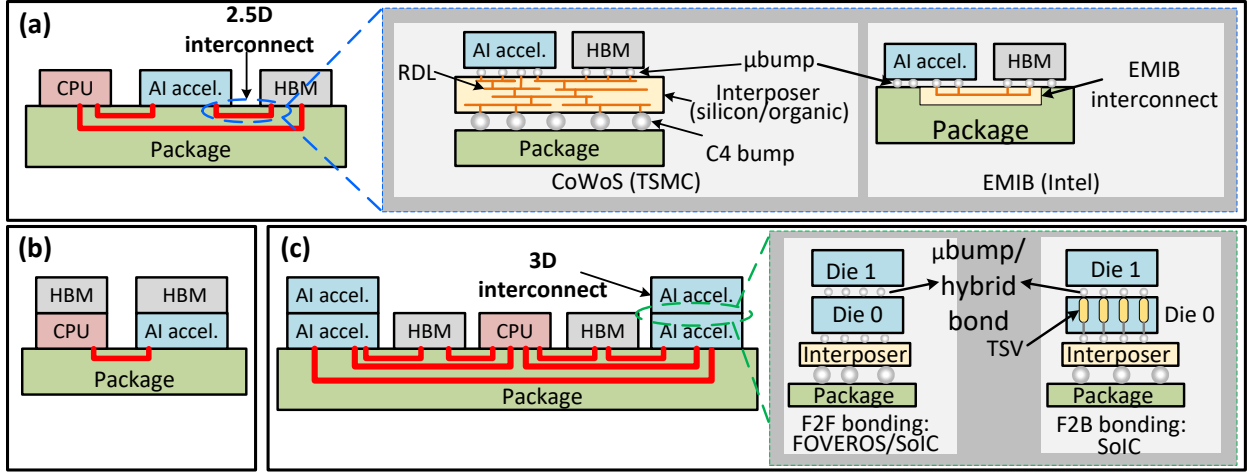 (a)
2.5D
interconnect
CPU
AI accel.
HBM
Package
AI accel.
HBM
RDL
µbump
Interposer
(silicon/organic)
C4 bump
Package
CoWoS (TSMC)
AI accel.
HBM
EMIB
interconnect
Package
EMIB (Intel)
(b)
HBM
HBM
CPU
AI accel.
Package
(c)
3D
interconnect
AI accel.
AI accel.
AI accel.
HBM
CPU
HBM
AI accel.
Package
µbump/
hybrid
bond
TSV
Die 1
Die 0
Interposer
Package
F2F bonding:
FOVEROS/SoIC
Die 1
Die 0
Interposer
Package
F2B bonding:
SoIC